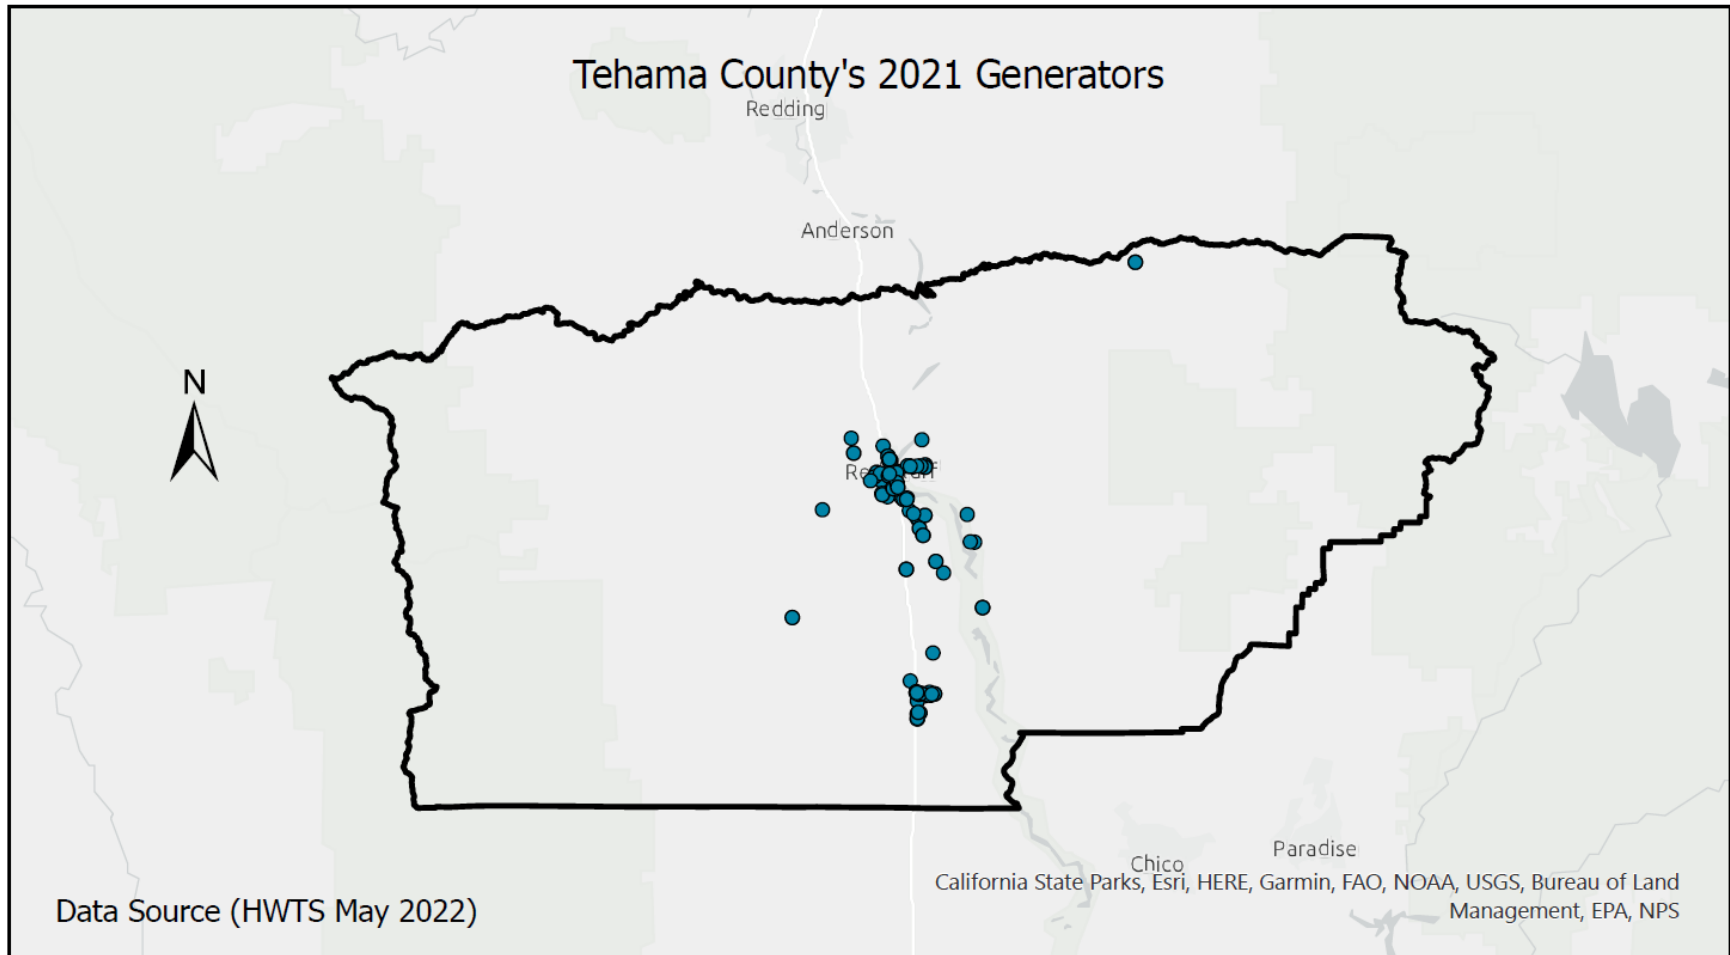 Tehama County's 2021 Generators
Redding
Anderson
N
Chico
Paradise
California State Parks, Esri, HERE, Garmin, FAO, NOAA, USGS, Bureau of Land
Management, EPA, NPS
Data Source (HWTS May 2022)